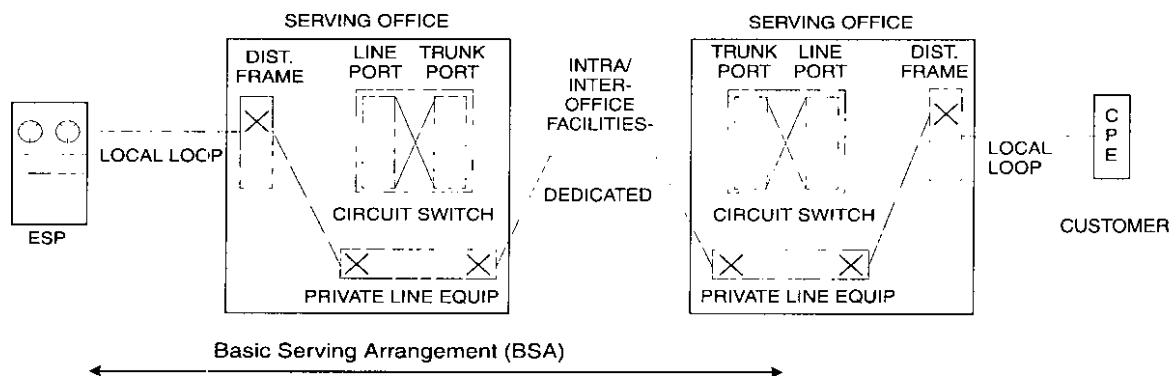 SERVING OFFICE
DIST.
FRAME
LINE
PORT
TRUNK
PORT
CIRCUIT SWITCH
PRIVATE LINE EQUIP
ESP
LOCAL LOOP
INTRA/
INTER-
OFFICE
FACILITIES-
DEDICATED
SERVING OFFICE
TRUNK
PORT
LINE
PORT
DIST.
FRAME
CIRCUIT SWITCH
PRIVATE LINE EQUIP
LOCAL
LOOP
C
P
E
CUSTOMER
Basic Serving Arrangement (BSA)